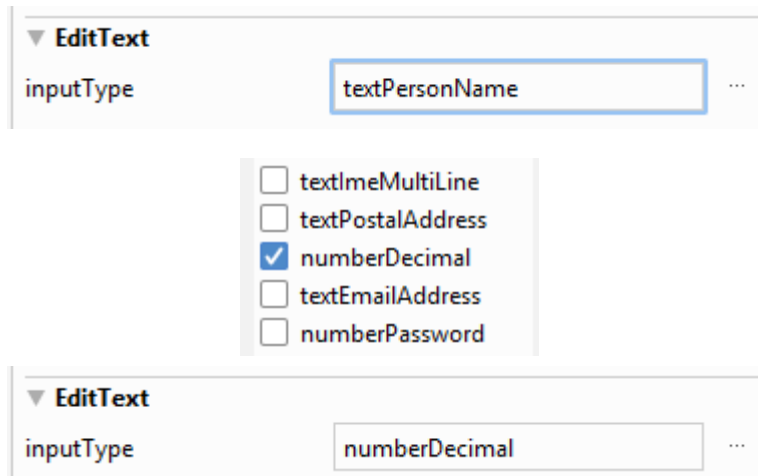 EditText
inputType textPersonName ...
textImeMultiLine
textPostalAddress
numberDecimal
textEmailAddress
numberPassword
EditText
inputType numberDecimal ...